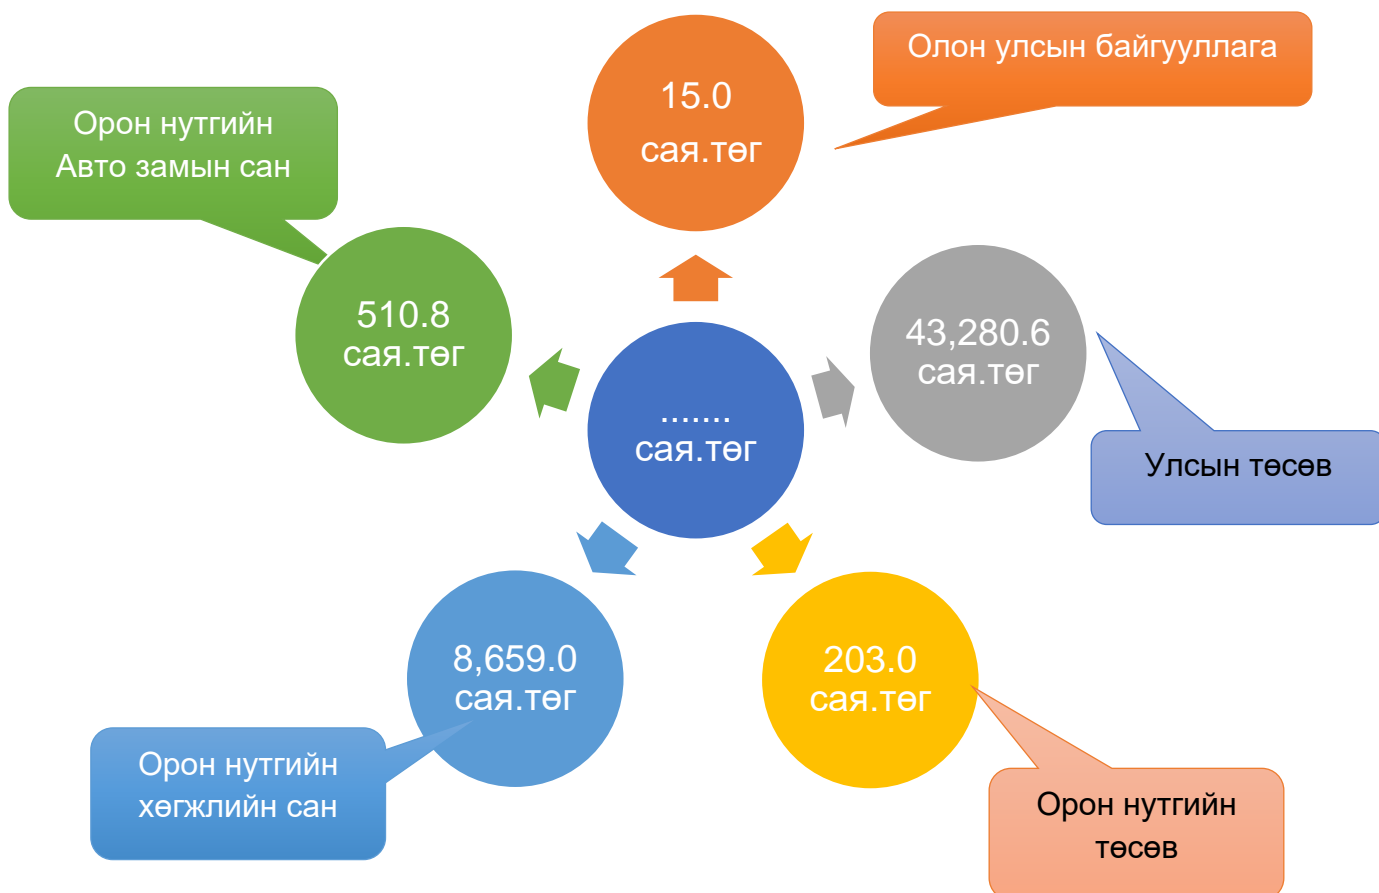 Олон улсын байгууллага
15.0
сая.төг
Орон нутгийн
Авто замын сан
510.8
сая.төг
43,280.6
сая.төг
.......
сая.төг
Улсын төсөв
8,659.0
сая.төг
203.0
сая.төг
Орон нутгийн
хөгжлийн сан
Орон нутгийн
төсөв